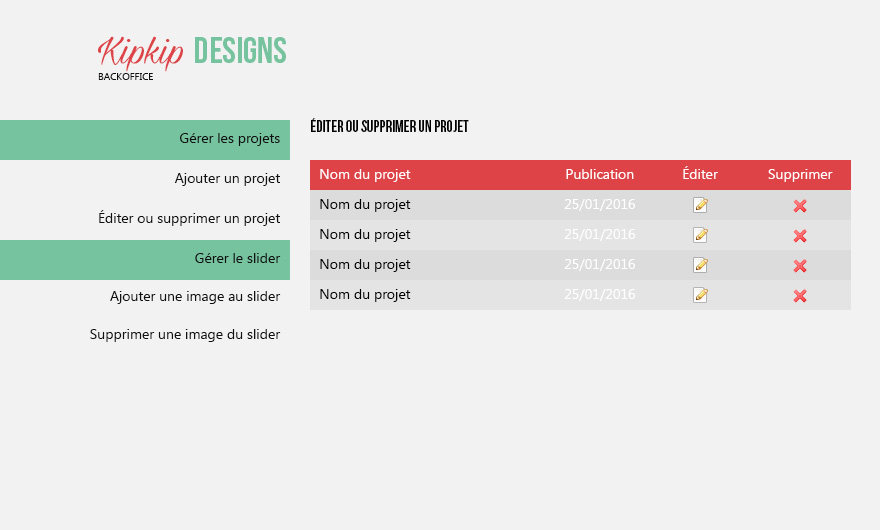 Kipkip DESIGNS
BACKOFFICE
Gérer les projets
Ajouter un projet
Éditer ou supprimer un projet
Gérer le slider
Ajouter une image au slider
Supprimer une image du slider
ÉDITER OU SUPPRIMER UN PROJET
Nom du projet Publication Éditer Supprimer
Nom du projet 25/01/2016
Nom du projet 25/01/2016
Nom du projet 25/01/2016
Nom du projet 25/01/2016